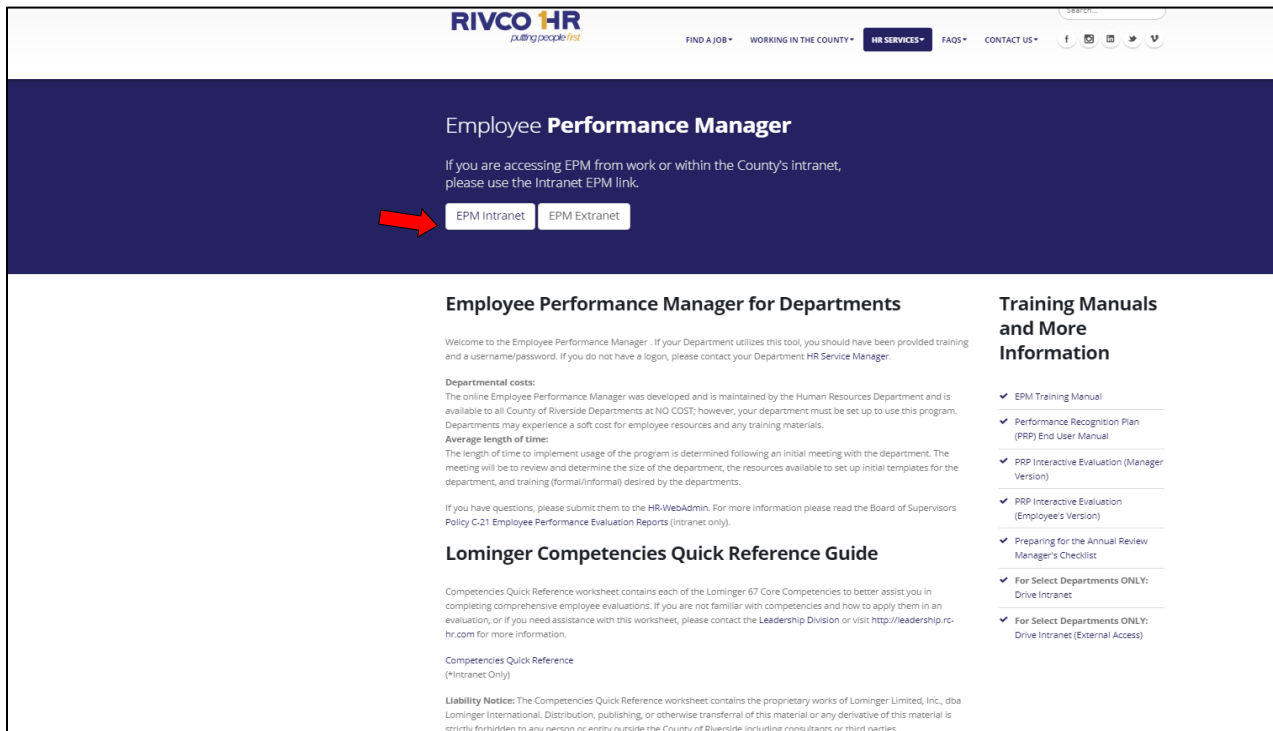 RIVCO 1HR
putting people first
Search...
FIND A JOB WORKING IN THE COUNTY HR SERVICES FAQS CONTACT US
Employee Performance Manager
If you are accessing EPM from work or within the County's intranet,
please use the Intranet EPM link.
EPM Intranet EPM Extranet
Employee Performance Manager for Departments
Welcome to the Employee Performance Manager . If your Department utilizes this tool, you should have been provided training
and a username/password. If you do not have a logon, please contact your Department HR Service Manager.
Departmental costs:
The online Employee Performance Manager was developed and is maintained by the Human Resources Department and is
available to all County of Riverside Departments at NO COST; however, your department must be set up to use this program.
Departments may experience a soft cost for employee resources and any training materials.
Average length of time:
The length of time to implement usage of the program is determined following an initial meeting with the department. The
meeting will be to review and determine the size of the department, the resources available to set up initial templates for the
department, and training (formal/informal) desired by the departments.
If you have questions, please submit them to the HR-WebAdmin. For more information please read the Board of Supervisors
Policy C-21 Employee Performance Evaluation Reports (intranet only).
Lominger Competencies Quick Reference Guide
Competencies Quick Reference worksheet contains each of the Lominger 67 Core Competencies to better assist you in
completing comprehensive employee evaluations. If you are not familiar with competencies and how to apply them in an
evaluation, or if you need assistance with this worksheet, please contact the Leadership Division or visit http://leadership.rc-
hr.com for more information.
Competencies Quick Reference
(*Intranet Only)
Liability Notice: The Competencies Quick Reference worksheet contains the proprietary works of Lominger Limited, Inc., dba
Lominger International. Distribution, publishing, or otherwise transferral of this material or any derivative of this material is
strictly forbidden to any person or entity outside the County of Riverside including consultants or third parties.
Training Manuals
and More
Information
EPM Training Manual
Performance Recognition Plan
(PRP) End User Manual
PRP Interactive Evaluation (Manager
Version)
PRP Interactive Evaluation
(Employee's Version)
Preparing for the Annual Review
Manager's Checklist
For Select Departments ONLY:
Drive Intranet
For Select Departments ONLY:
Drive Intranet (External Access)